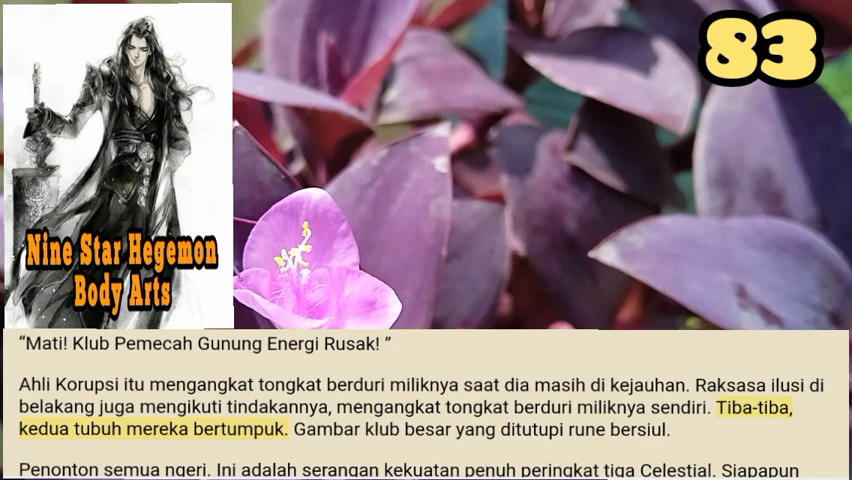 83
Nine Star Hegemon
Body Arts
“Mati! Klub Pemecah Gunung Energi Rusak! ”
Ahli Korupsi itu mengangkat tongkat berduri miliknya saat dia masih di kejauhan. Raksasa ilusi di
belakang juga mengikuti tindakannya, mengangkat tongkat berduri miliknya sendiri. Tiba-tiba,
kedua tubuh mereka bertumpuk. Gambar klub besar yang ditutupi rune bersiul.
Penonton semua ngeri. Ini adalah serangan kekuatan penuh peringkat tiga Celestial. Siapapun